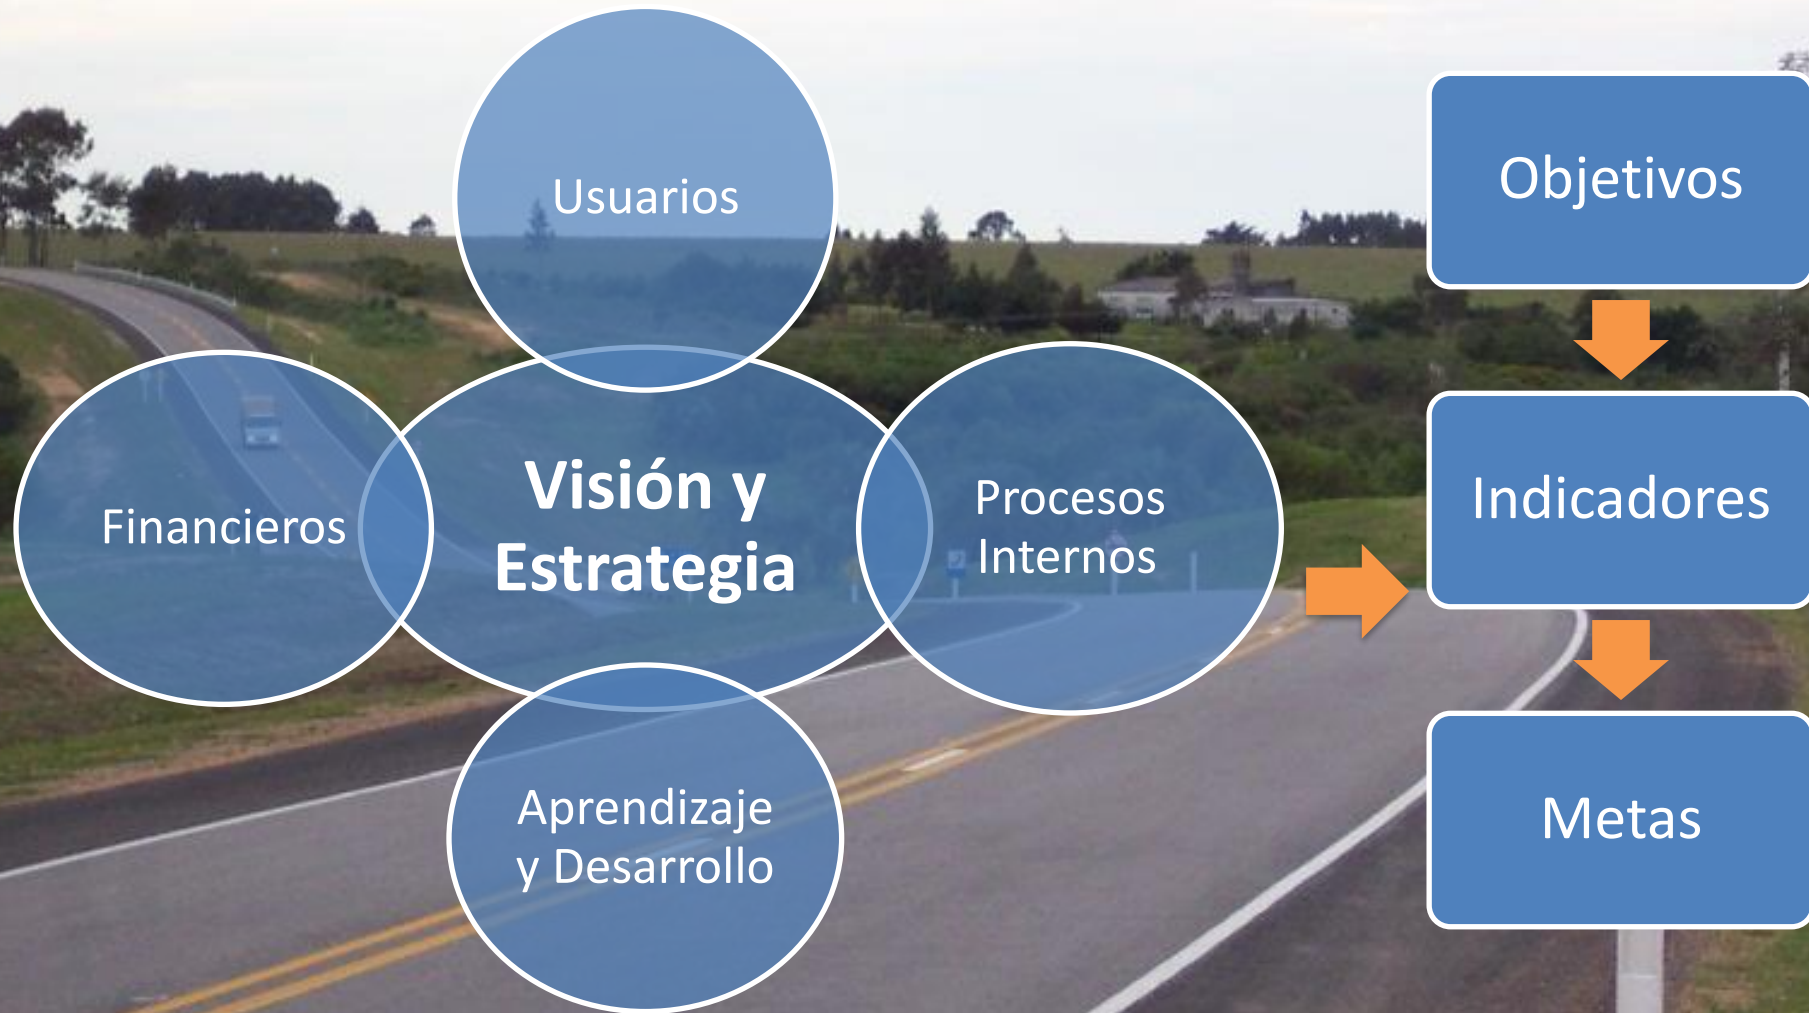 Usuarios
Financieros
Visión y
Estrategia
Procesos
Internos
Aprendizaje
y Desarrollo
Objetivos
Indicadores
Metas